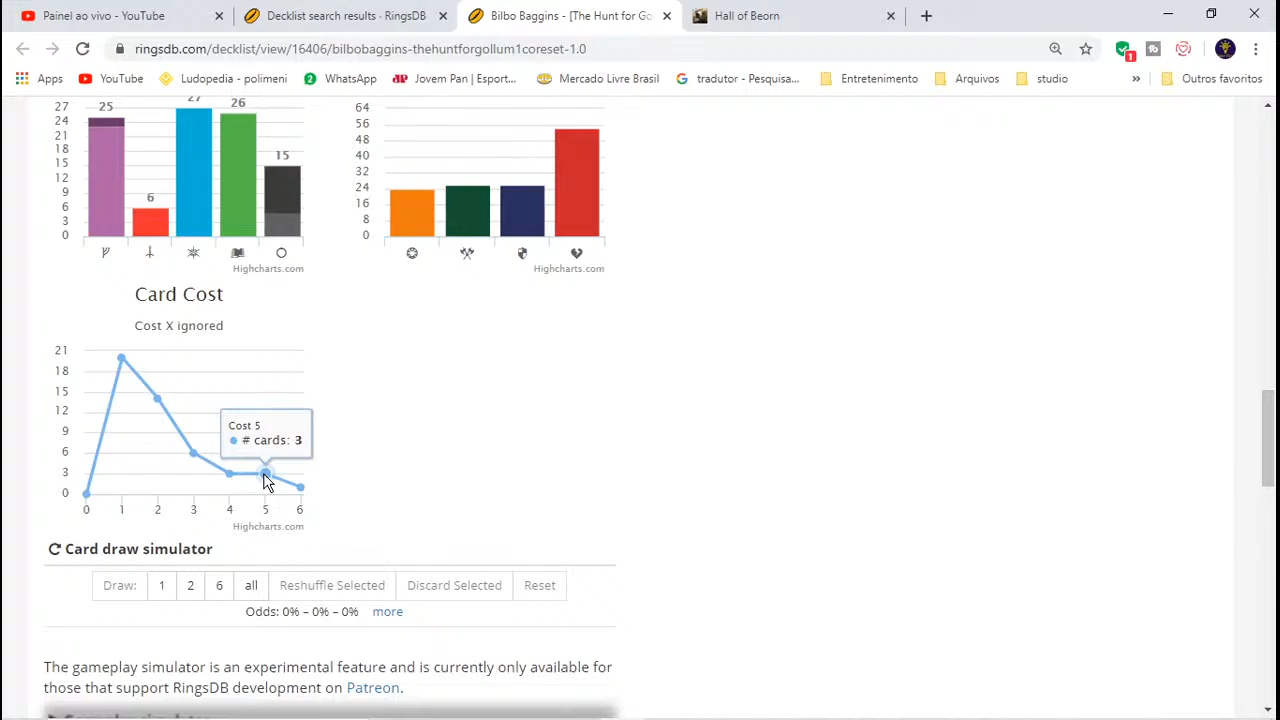 Painel ao vivo - YouTube
Decklist search results · RingsDB
Bilbo Baggins - [The Hunt for Go
Hall of Beorn
ringsdb.com/decklist/view/16406/bilbobaggins-thehuntforgollum1coreset-1.0
1
Apps
YouTube
Ludopedia - polimeni
2
WhatsApp
Jovem Pan | Esport...
Mercado Livre Brasil
tradutor - Pesquisa...
Entretenimento
Arquivos
studio
»
Outros favoritos
27 24 21 18 15 12 9 6 3 0
25 6 27 26 15
Highcharts.com
64 56 48 40 32 24 16 8 0
Highcharts.com
Card Cost
Cost X ignored
21 18 15 12 9 6 3 0
Cost 5
# cards: 3
0 1 2 3 4 5 6
Highcharts.com
Card draw simulator
Draw: 1 2 6 all Reshuffle Selected Discard Selected Reset
Odds: 0% – 0% – 0% more
The gameplay simulator is an experimental feature and is currently only available for
those that support RingsDB development on Patreon.